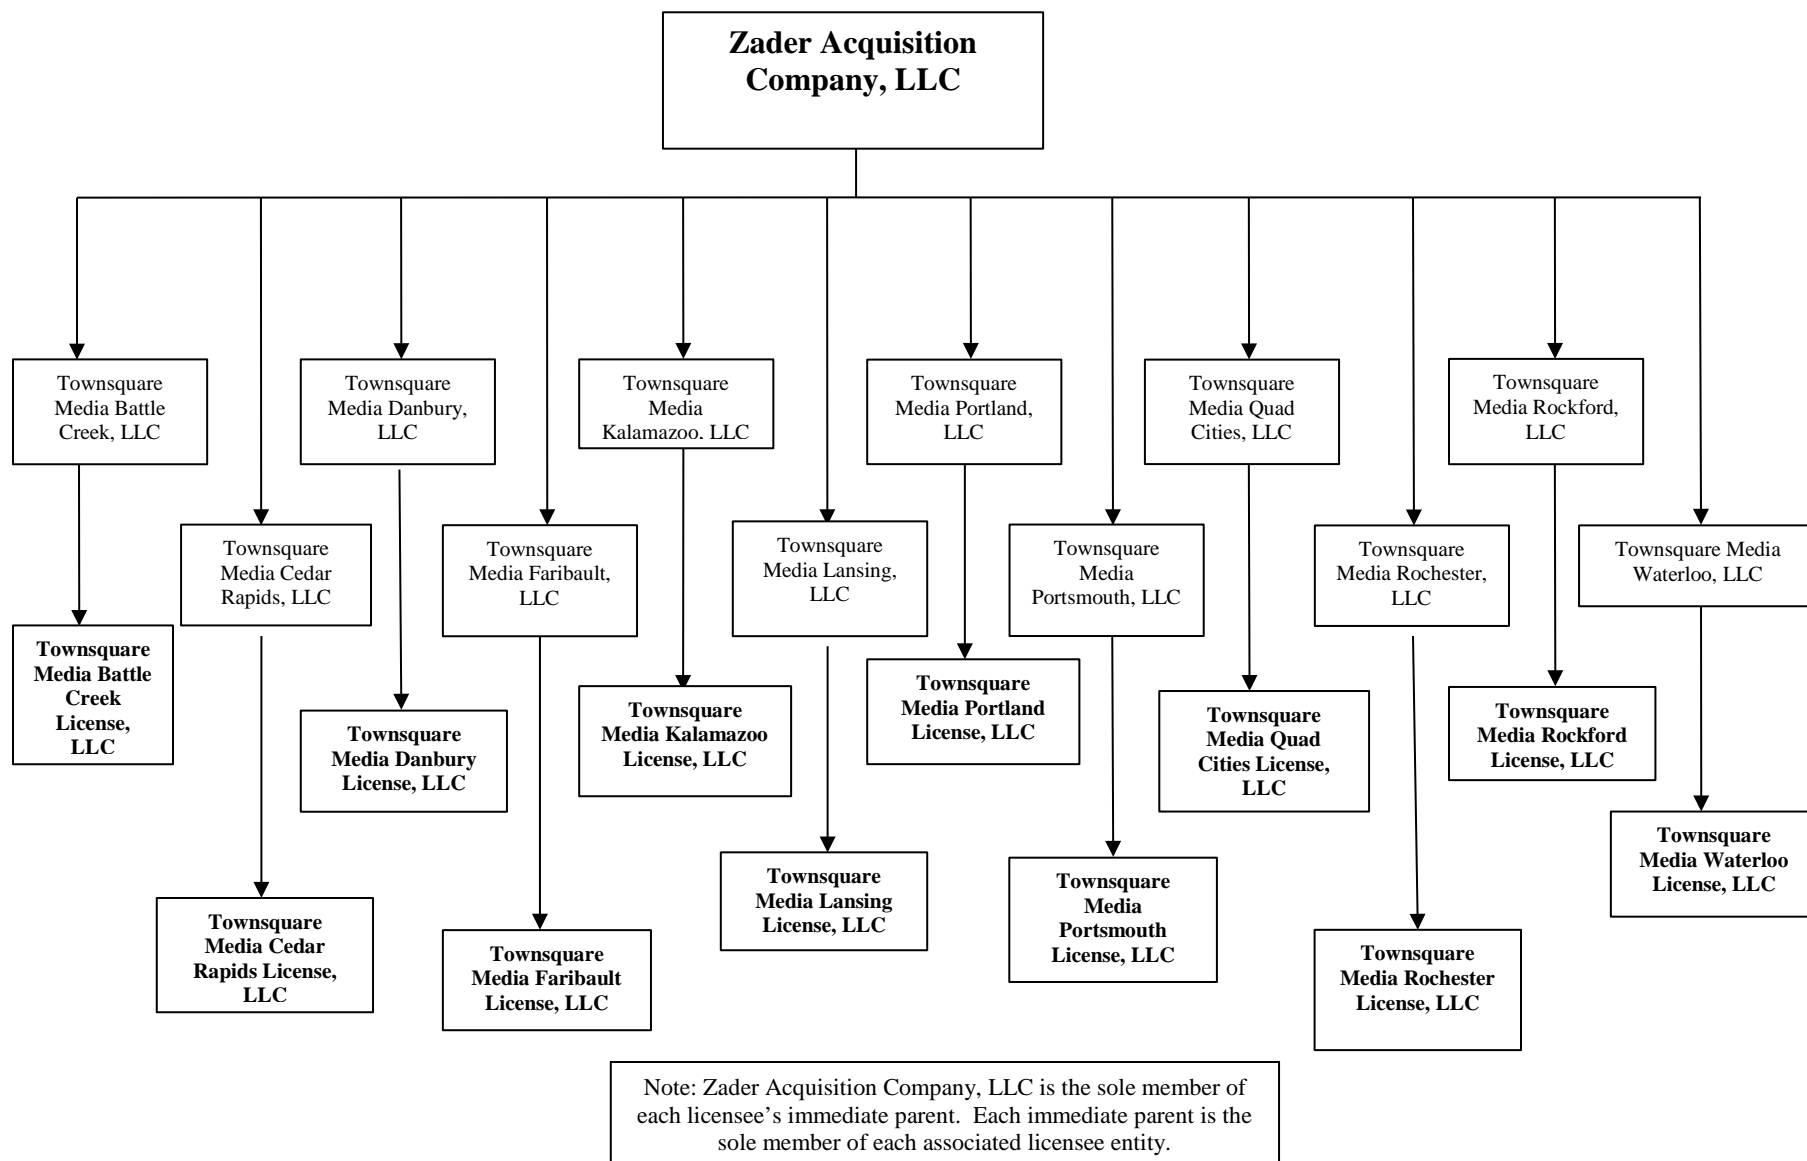 Zader Acquisition
Company, LLC
Townsquare
Media Battle
Creek, LLC
Townsquare
Media Danbury,
LLC
Townsquare
Media
Kalamazoo, LLC
Townsquare
Media Portland,
LLC
Townsquare
Media Quad
Cities, LLC
Townsquare
Media Rockford,
LLC
Townsquare
Media Cedar
Rapids, LLC
Townsquare
Media Faribault,
LLC
Townsquare
Media Lansing,
LLC
Townsquare
Media
Portsmouth, LLC
Townsquare
Media Rochester,
LLC
Townsquare Media
Waterloo, LLC
Townsquare
Media Battle
Creek
License,
LLC
Townsquare
Media Danbury
License, LLC
Townsquare
Media Kalamazoo
License, LLC
Townsquare
Media Portland
License, LLC
Townsquare
Media Quad
Cities License,
LLC
Townsquare
Media Rockford
License, LLC
Townsquare
Media Cedar
Rapids License,
LLC
Townsquare
Media Faribault
License, LLC
Townsquare
Media Lansing
License, LLC
Townsquare
Media
Portsmouth
License, LLC
Townsquare
Media Rochester
License, LLC
Townsquare
Media Waterloo
License, LLC
Note: Zader Acquisition Company, LLC is the sole member of
each licensee’s immediate parent.  Each immediate parent is the
sole member of each associated licensee entity.